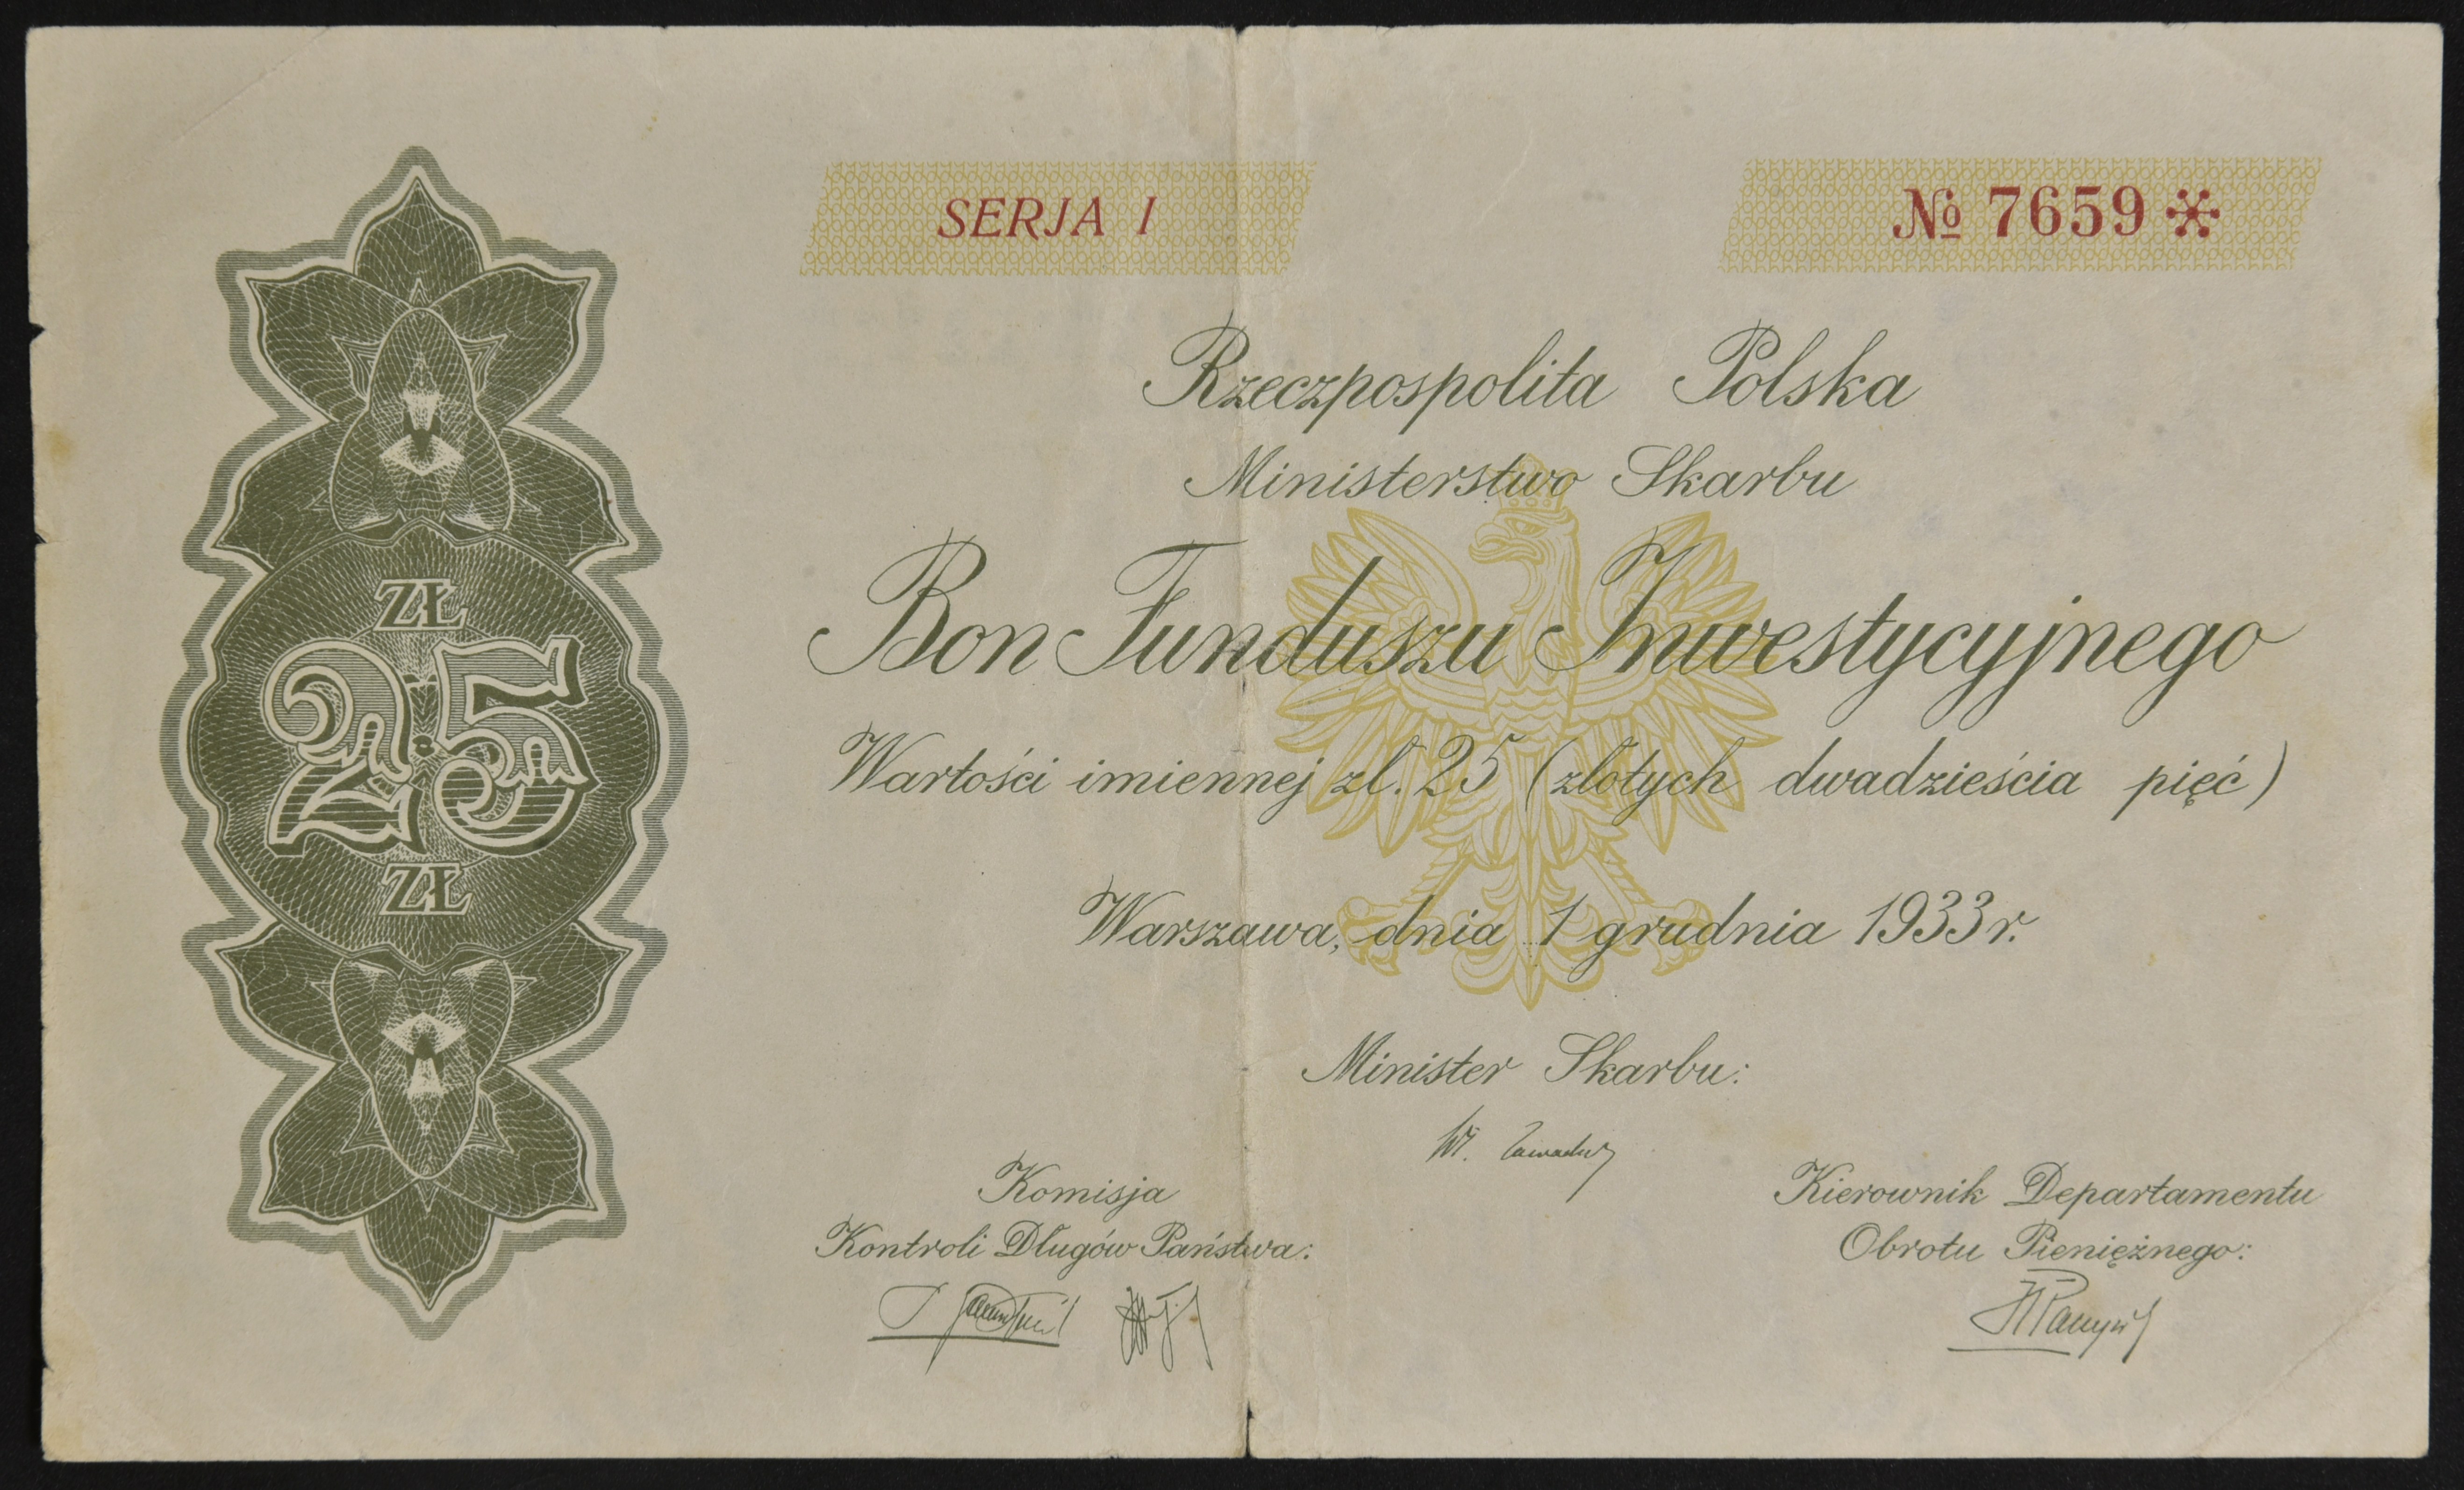 SERJA I
№ 7659 *
Rzeczpospolita Polska
Ministerstwo Skarbu
Bon Funduszu Inwestycyjnego
Wartości imiennej zł. 25 (złotych dwadzieścia pięć)
Warszawa, dnia 1 grudnia 1933 r.
ZŁ
25
ZŁ
Minister Skarbu:
Komisja
Kontroli Długów Państwa:
Kierownik Departamentu
Obrotu Pieniężnego: